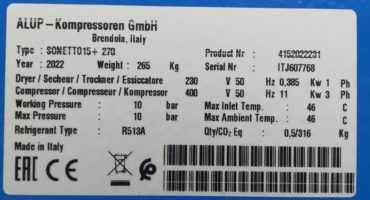 ALUP-Kompressoren GmbH
Brendola, Italy
Type : SONETTO15+ 270 Product Nr : 4152022231
Year : 2022 Weight : 265 Kg Serial Nr : ITJ607768
Dryer / Secheur / Trockner / Essiccatore 230 V 50 Hz 0,385 Kw 1 Ph
Compressor / Compresseur / Kompressor 400 V 50 Hz 11 Kw 3 Ph
Working Pressure : 10 bar Max Inlet Temp. : 46 C
Max Pressure : 10 bar Max Ambient Temp. : 46 C
Refrigerant Type : R513A Qty/CO2 Eq : 0,5/316 Kg
Made in Italy
EAC CE